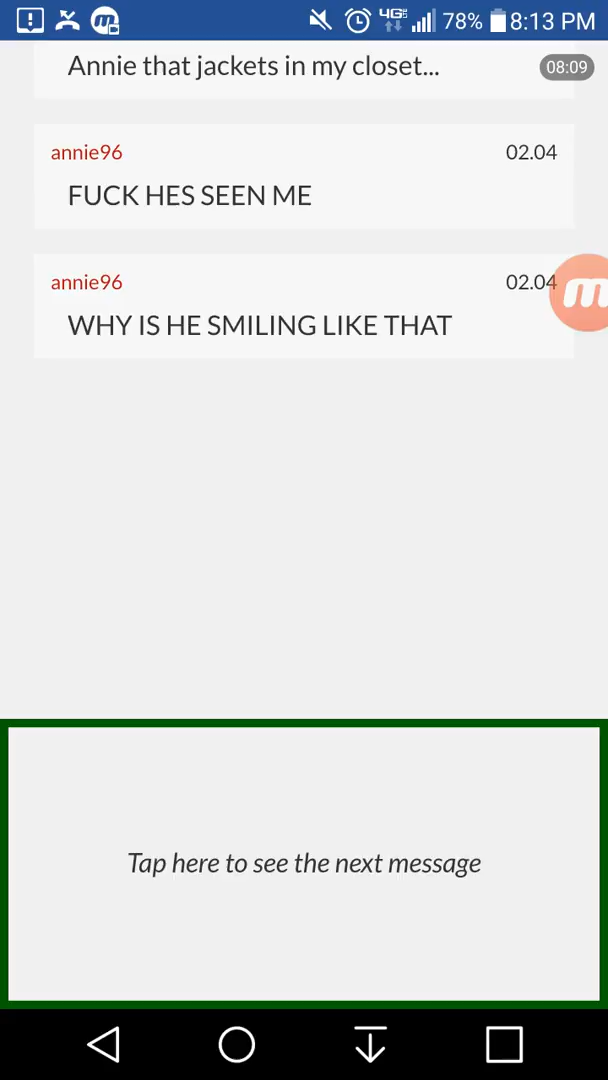 4G 78% 8:13 PM
Annie that jackets in my closet...
08:09
annie96 02.04
FUCK HES SEEN ME
annie96 02.04
WHY IS HE SMILING LIKE THAT
Tap here to see the next message